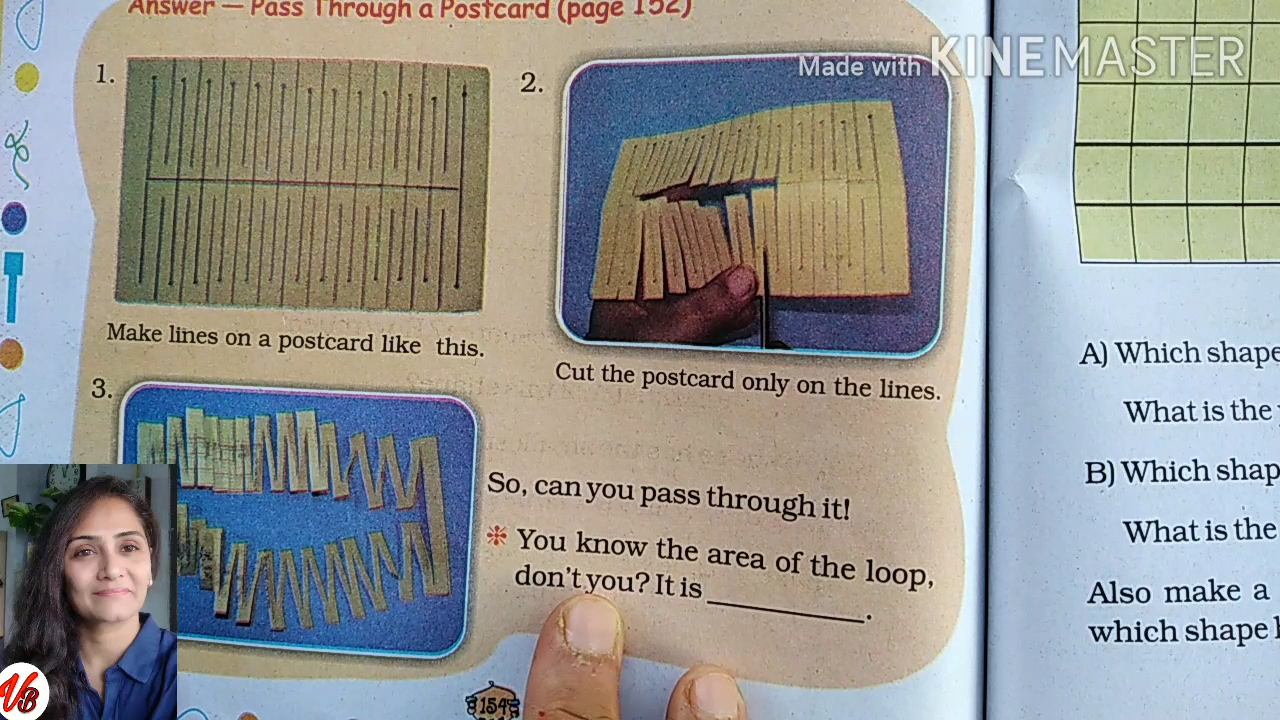 Answer — Pass Through a Postcard (page 152)
Made with KINEMASTER
1.
2.
Make lines on a postcard like this.
Cut the postcard only on the lines.
3.
So, can you pass through it!
❉ You know the area of the loop,
don't you? It is ___________.
154
A) Which shape
What is the
B) Which shap
What is the
Also make a
which shape
VB